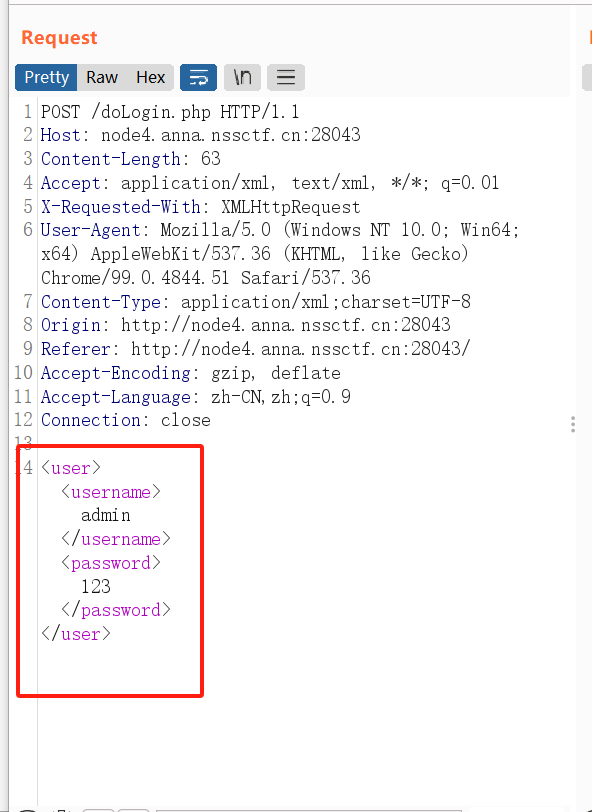 Request
Pretty Raw Hex \n
1 POST /doLogin.php HTTP/1.1
2 Host: node4.anna.nssctf.cn:28043
3 Content-Length: 63
4 Accept: application/xml, text/xml, */*; q=0.01
5 X-Requested-With: XMLHttpRequest
6 User-Agent: Mozilla/5.0 (Windows NT 10.0; Win64;
x64) AppleWebKit/537.36 (KHTML, like Gecko)
Chrome/99.0.4844.51 Safari/537.36
7 Content-Type: application/xml;charset=UTF-8
8 Origin: http://node4.anna.nssctf.cn:28043
9 Referer: http://node4.anna.nssctf.cn:28043/
10 Accept-Encoding: gzip, deflate
11 Accept-Language: zh-CN,zh;q=0.9
12 Connection: close
13
14 <user>
<username>
admin
</username>
<password>
123
</password>
</user>